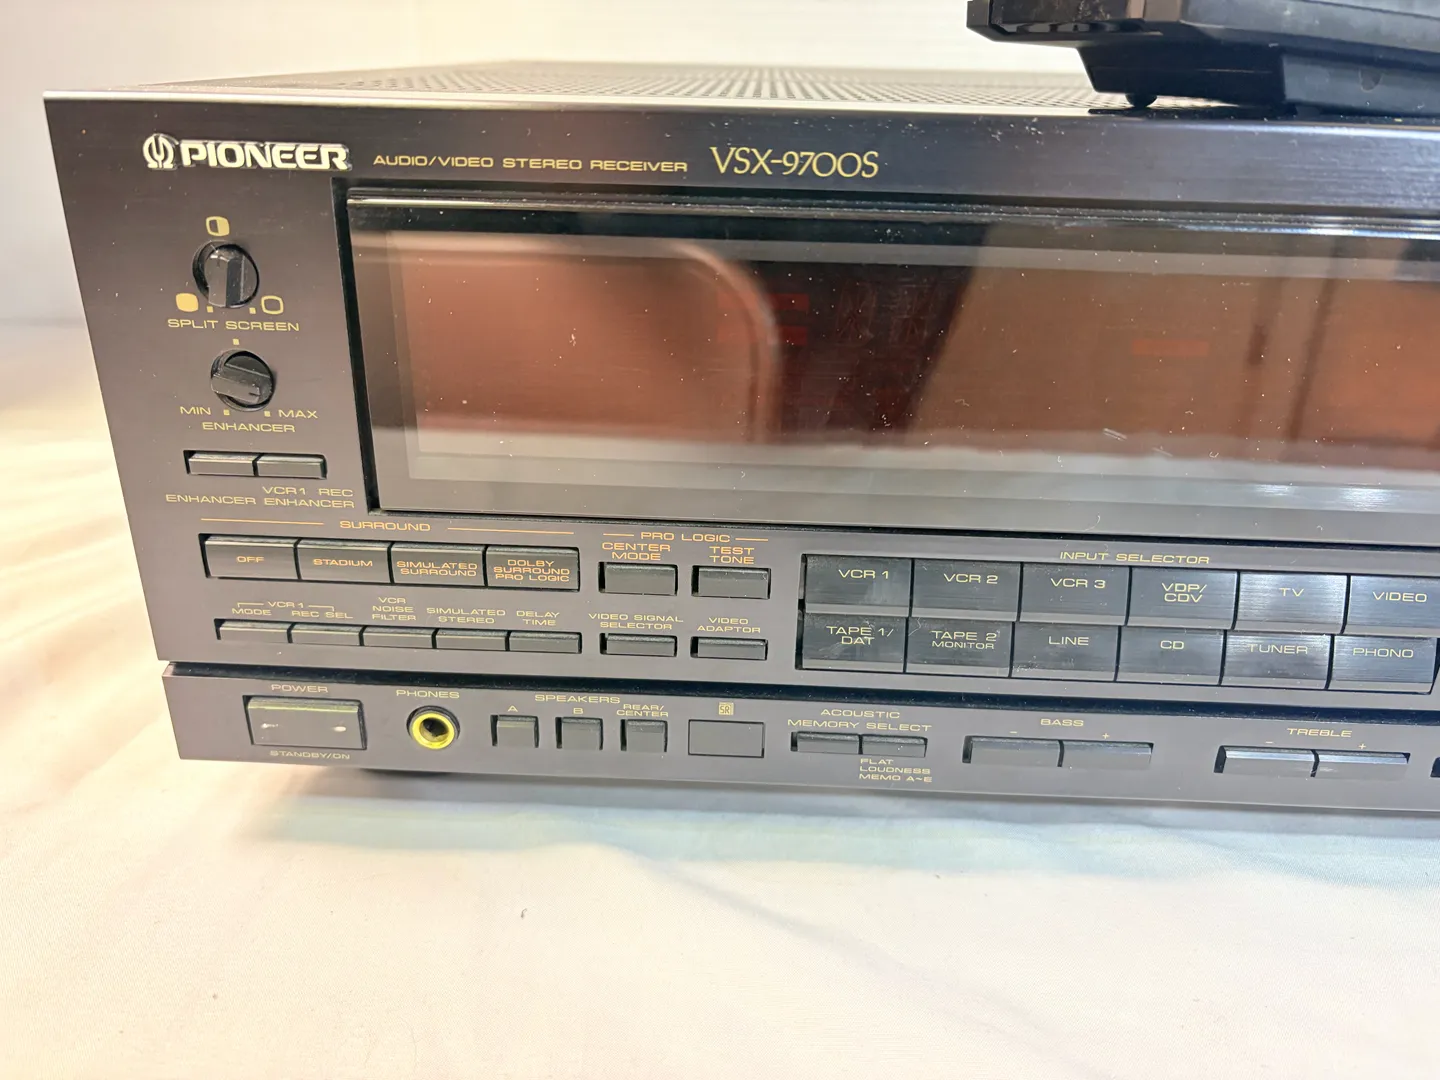 PIONEER AUDIO/VIDEO STEREO RECEIVER VSX-9700S
SPLIT SCREEN
MIN MAX
ENHANCER
ENHANCER
VCR1 REC
ENHANCER
SURROUND
OFF
STADIUM
SIMULATED
SURROUND
DOLBY
SURROUND
PRO LOGIC
PRO LOGIC
CENTER
MODE
TEST
TONE
INPUT SELECTOR
VCR 1
VCR 2
VCR 3
VDP/
CDV
TV
VIDEO
VCR 1
MODE
REC SEL
VCR
NOISE
FILTER
SIMULATED
STEREO
DELAY
TIME
VIDEO SIGNAL
SELECTOR
VIDEO
ADAPTOR
TAPE 1/
DAT
TAPE 2
MONITOR
LINE
CD
TUNER
PHONO
POWER
STANDBY/ON
PHONES
SPEAKERS
A
B
REAR/
CENTER
SR
ACOUSTIC
MEMORY SELECT
FLAT
LOUDNESS
MEMO A~E
BASS
− +
TREBLE
− +